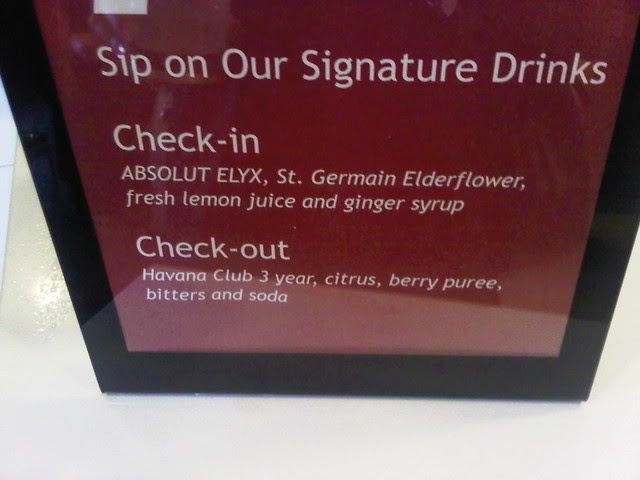 Sip on Our Signature Drinks
Check-in
ABSOLUT ELYX, St. Germain Elderflower,
fresh lemon juice and ginger syrup
Check-out
Havana Club 3 year, citrus, berry puree,
bitters and soda